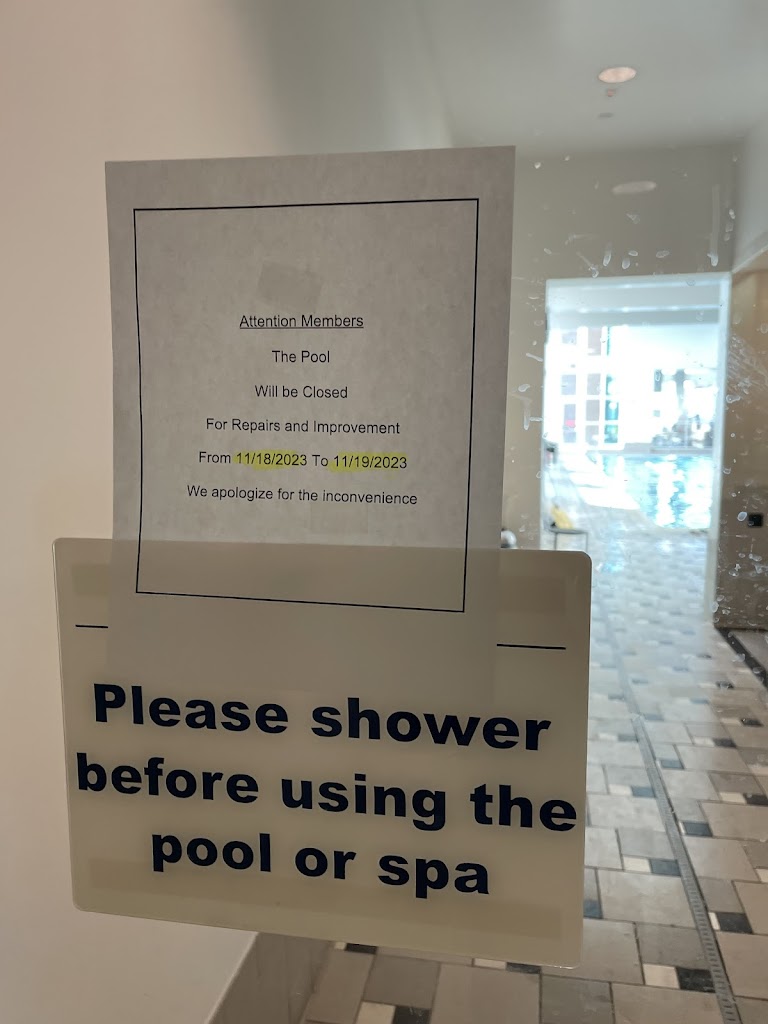 Attention Members
The Pool
Will be Closed
For Repairs and Improvement
From 11/18/2023 To 11/19/2023
We apologize for the inconvenience
Please shower
before using the
pool or spa